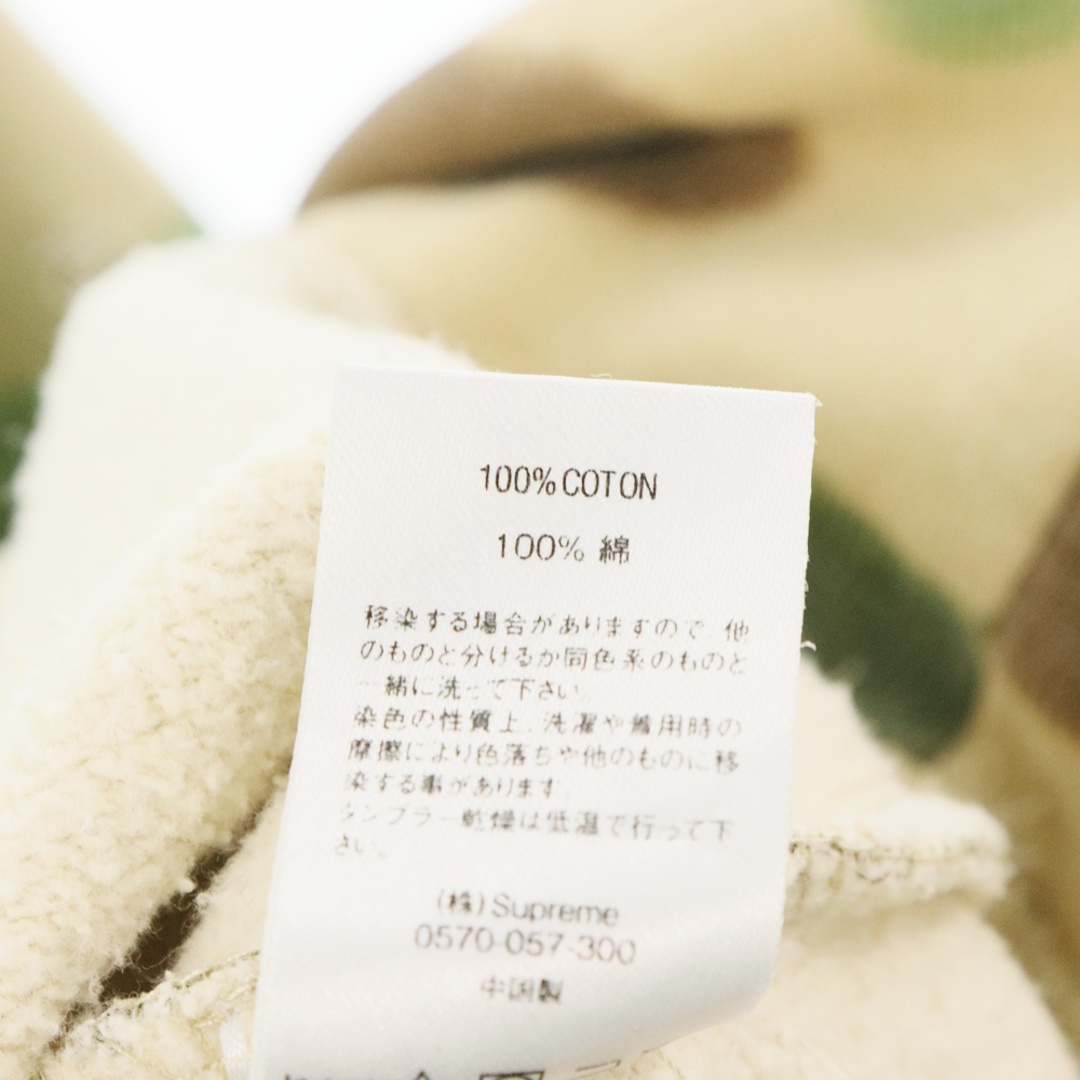 100%COTON
100% 綿
移染する場合がありますので、他
のものと分けるか同色系のものと
一緒に洗って下さい。
染色の性質上、洗濯や着用時の
摩擦により色落ちや他のものに移
染する事があります。
タンブラー乾燥は低温で行って下
さい。
(株)Supreme
0570-057-300
中国製